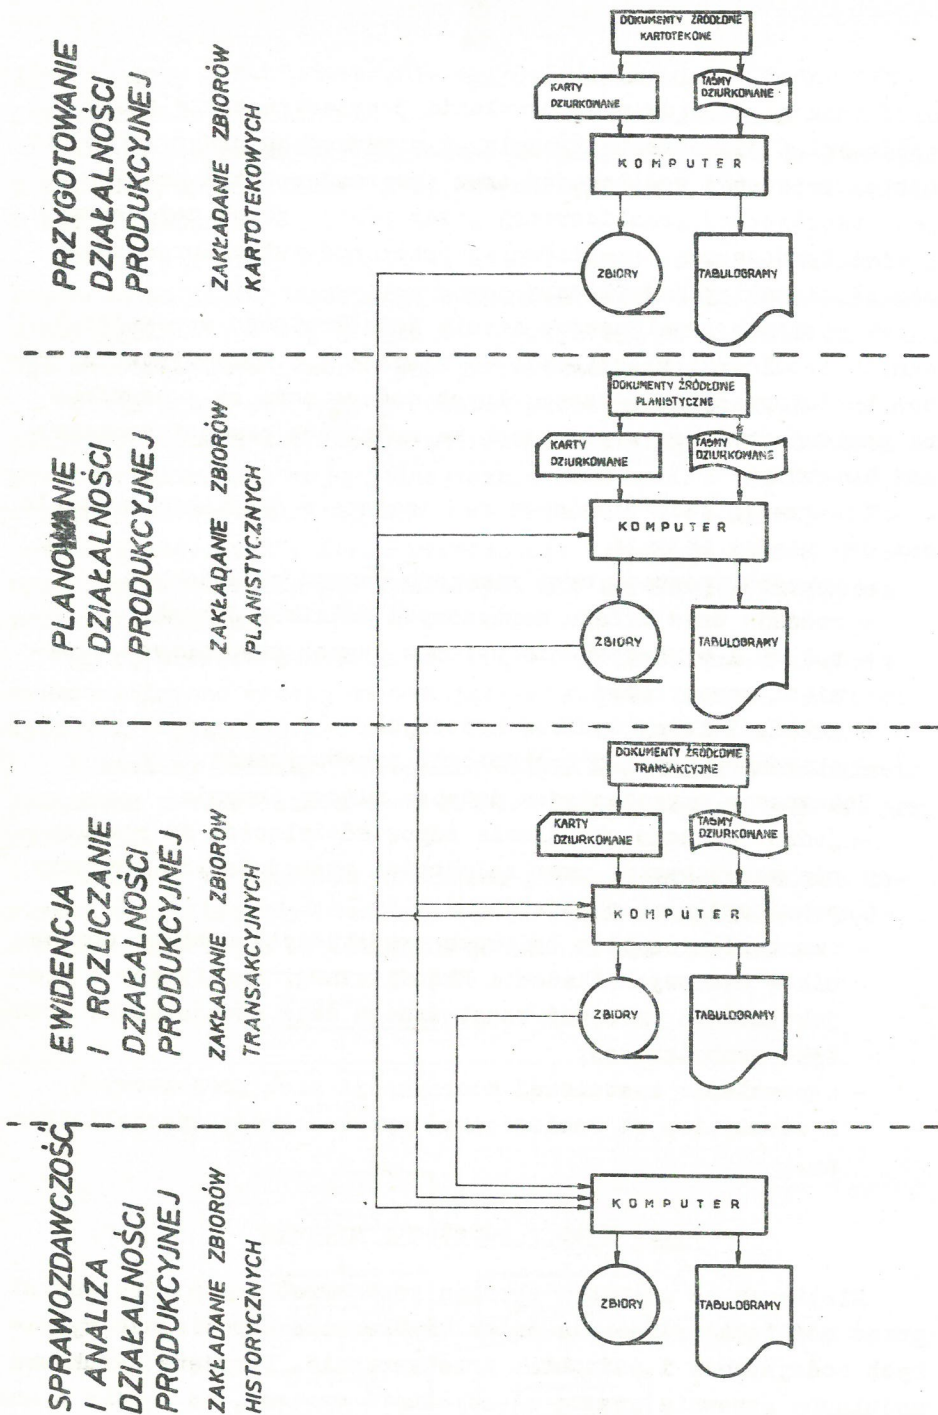 PRZYGOTOWANIE
DZIAŁALNOŚCI
PRODUKCYJNEJ
ZAKŁADANIE ZBIORÓW
KARTOTEKOWYCH
DOKUMENTY ŹRÓDŁOWE
KARTOTEKOWE
KARTY
DZIURKOWANE
TAŚMY
DZIURKOWANE
KOMPUTER
ZBIORY
TABULOGRAMY
PLANOWANIE
DZIAŁALNOŚCI
PRODUKCYJNEJ
ZAKŁADANIE ZBIORÓW
PLANISTYCZNYCH
DOKUMENTY ŹRÓDŁOWE
PLANISTYCZNE
KARTY
DZIURKOWANE
TAŚMY
DZIURKOWANE
KOMPUTER
ZBIORY
TABULOGRAMY
EWIDENCJA
I ROZLICZANIE
DZIAŁALNOŚCI
PRODUKCYJNEJ
ZAKŁADANIE ZBIORÓW
TRANSAKCYJNYCH
DOKUMENTY ŹRÓDŁOWE
TRANSAKCYJNE
KARTY
DZIURKOWANE
TAŚMY
DZIURKOWANE
KOMPUTER
ZBIORY
TABULOGRAMY
SPRAWOZDAWCZOŚĆ
I ANALIZA
DZIAŁALNOŚCI
PRODUKCYJNEJ
ZAKŁADANIE ZBIORÓW
HISTORYCZNYCH
KOMPUTER
ZBIORY
TABULOGRAMY